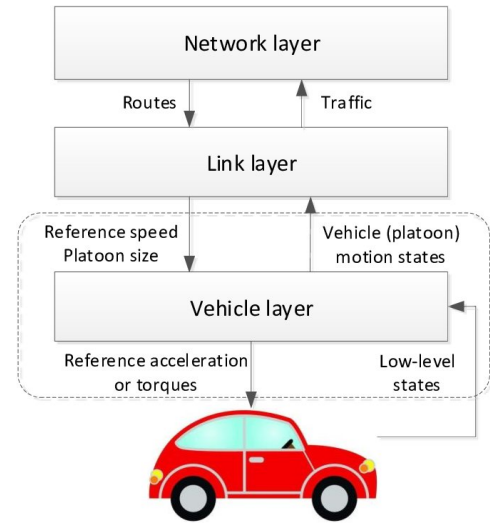 Network layer
Routes
Traffic
Link layer
Reference speed
Platoon size
Vehicle (platoon)
motion states
Vehicle layer
Reference acceleration
or torques
Low-level
states